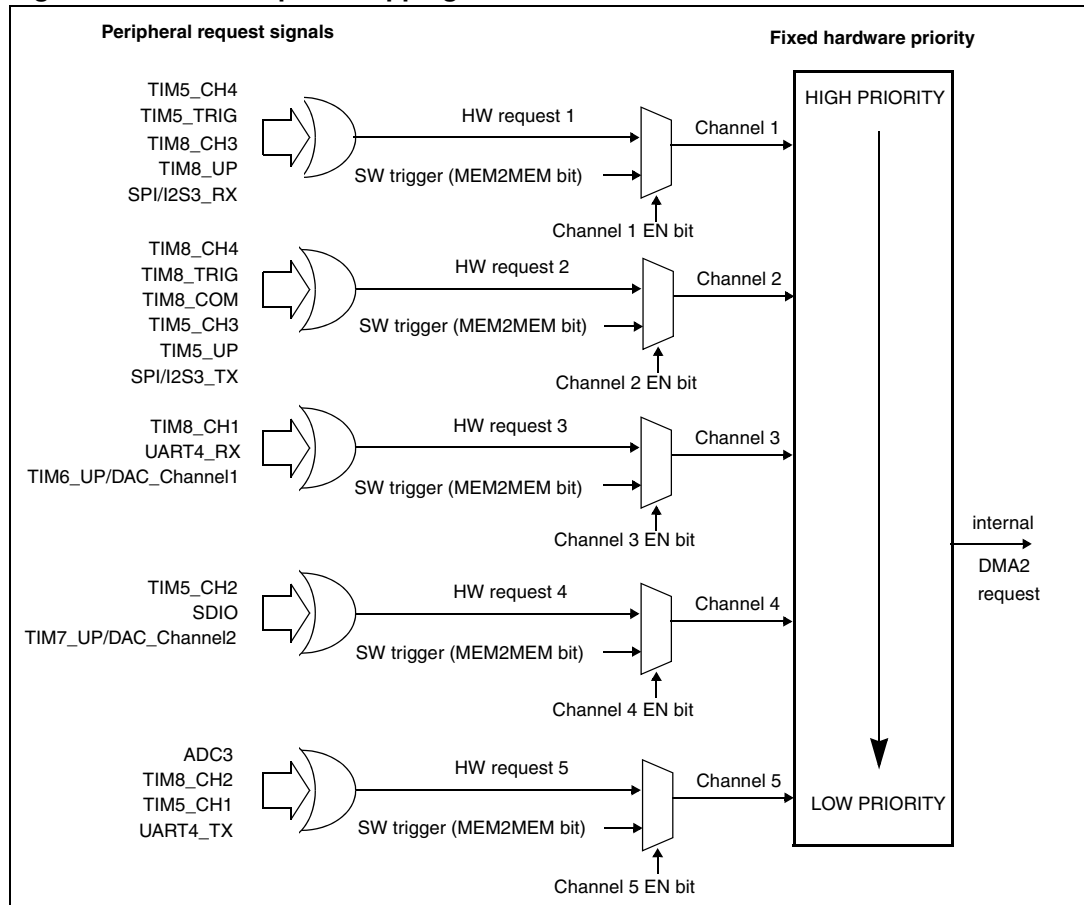 Peripheral request signals
Fixed hardware priority
TIM5_CH4
TIM5_TRIG
TIM8_CH3
TIM8_UP
SPI/I2S3_RX
HW request 1
SW trigger (MEM2MEM bit)
Channel 1
Channel 1 EN bit
HIGH PRIORITY
TIM8_CH4
TIM8_TRIG
TIM8_COM
TIM5_CH3
TIM5_UP
SPI/I2S3_TX
HW request 2
SW trigger (MEM2MEM bit)
Channel 2
Channel 2 EN bit
TIM8_CH1
UART4_RX
TIM6_UP/DAC_Channel1
HW request 3
SW trigger (MEM2MEM bit)
Channel 3
Channel 3 EN bit
internal
DMA2
request
TIM5_CH2
SDIO
TIM7_UP/DAC_Channel2
HW request 4
SW trigger (MEM2MEM bit)
Channel 4
Channel 4 EN bit
ADC3
TIM8_CH2
TIM5_CH1
UART4_TX
HW request 5
SW trigger (MEM2MEM bit)
Channel 5
Channel 5 EN bit
LOW PRIORITY